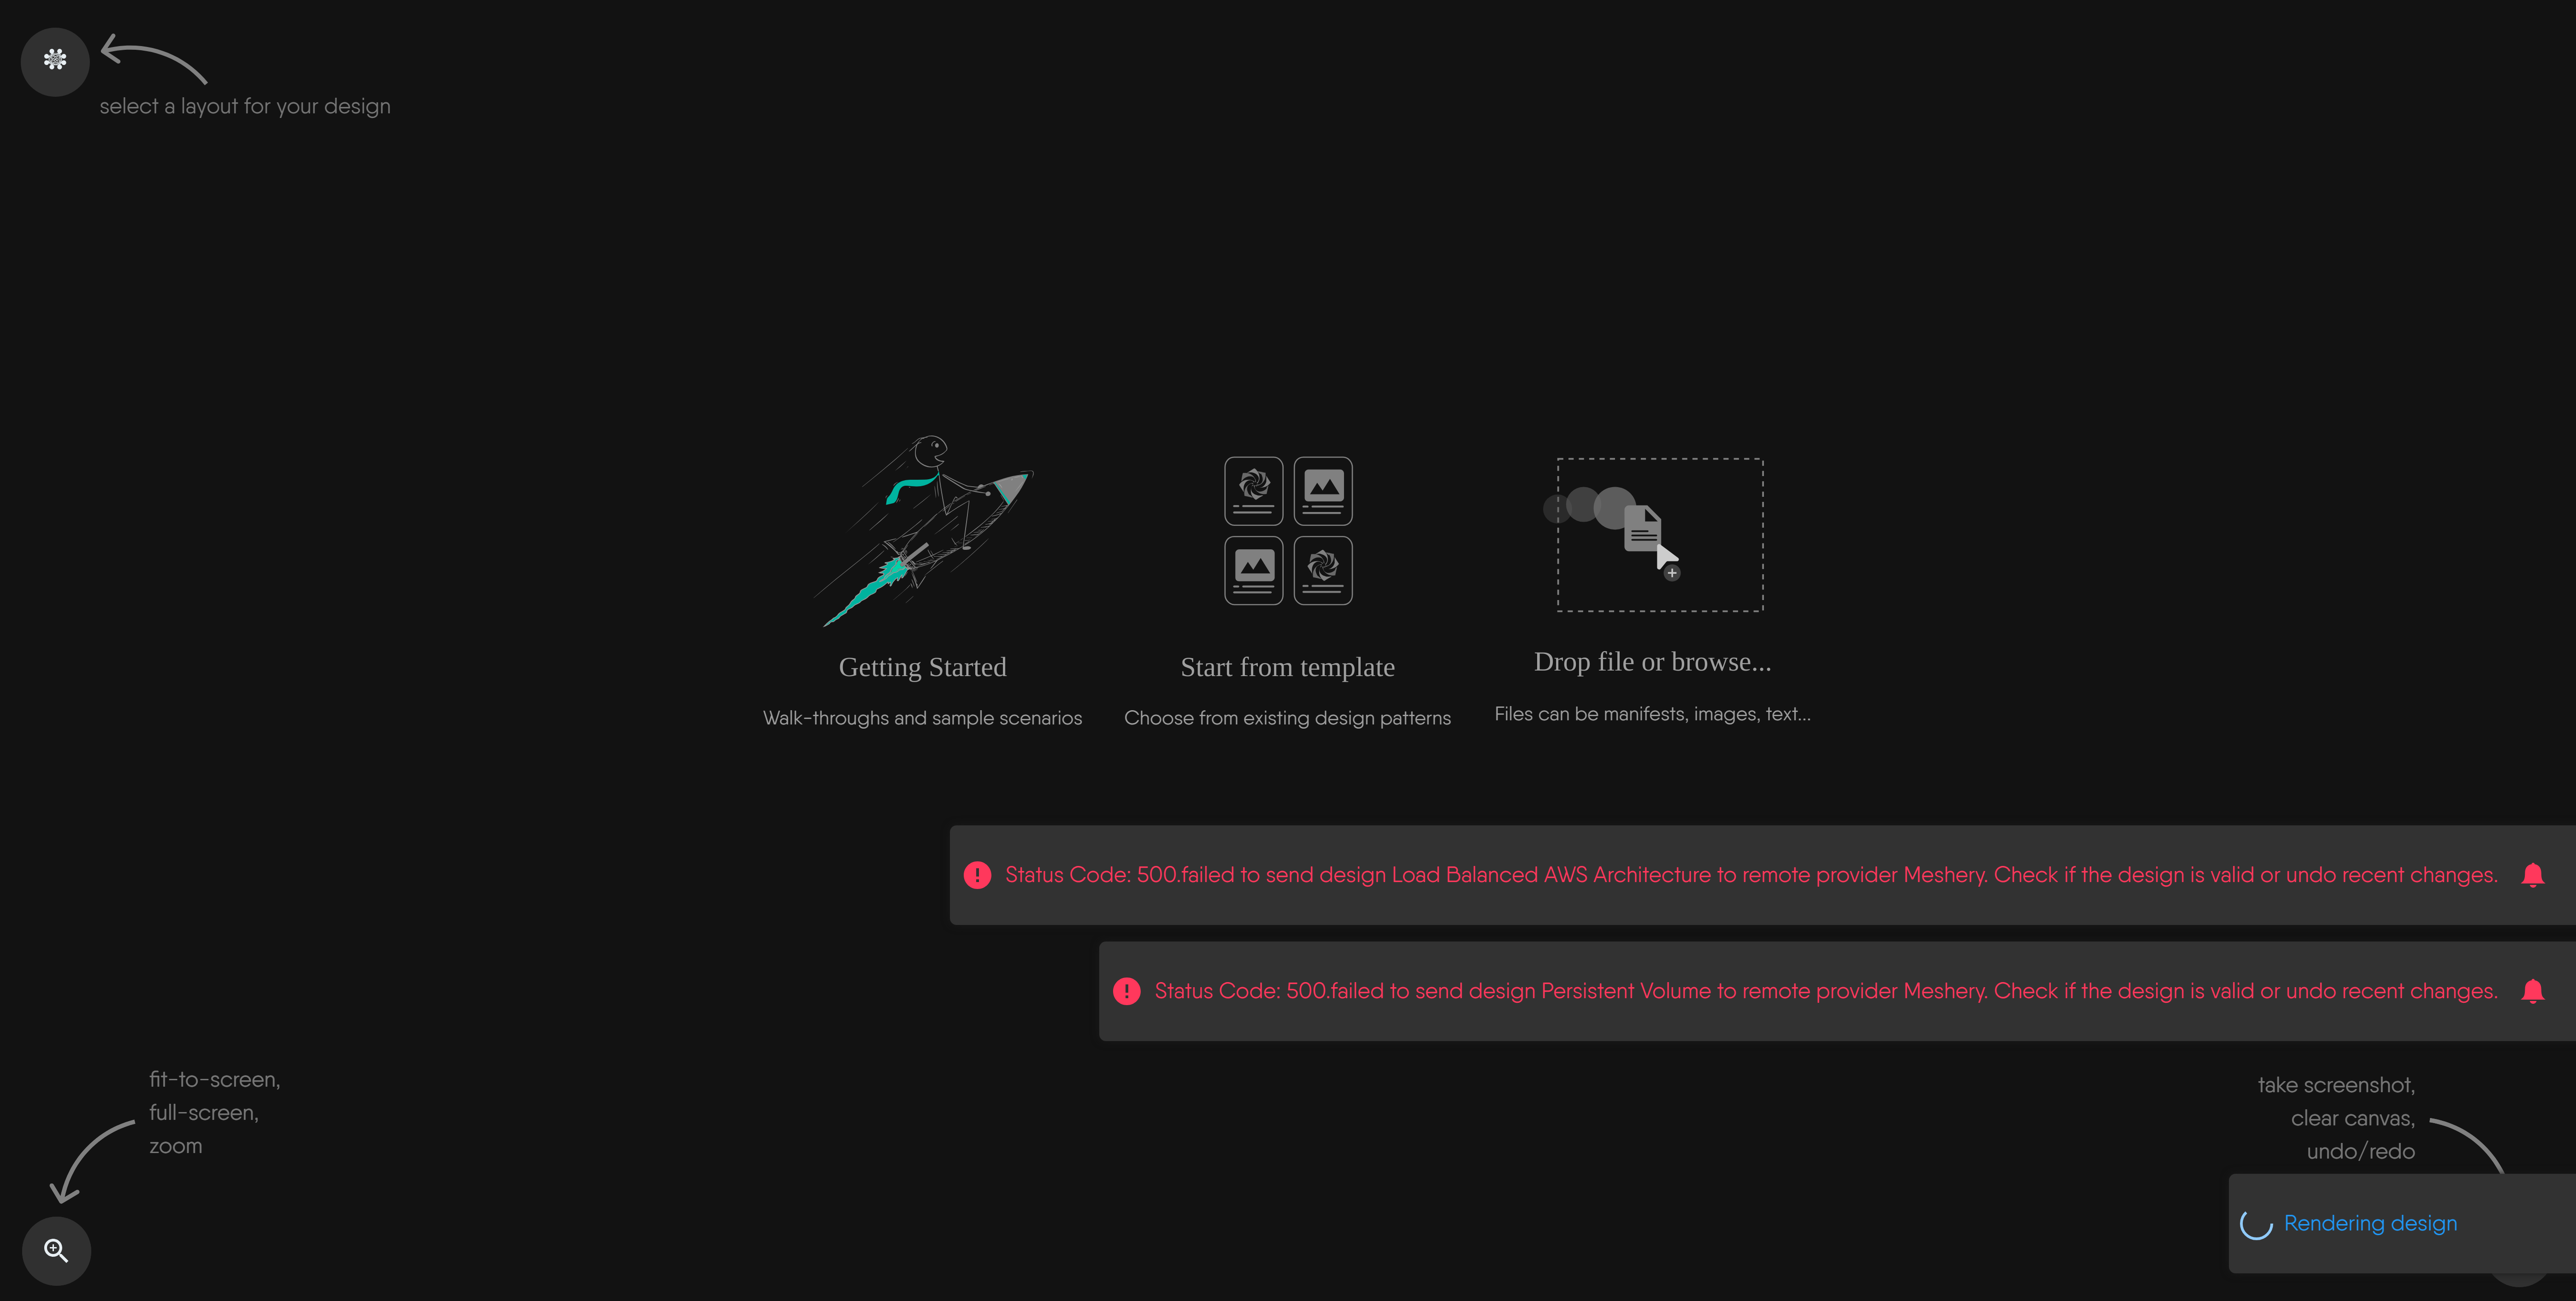 select a layout for your design
Getting Started
Start from template
Drop file or browse...
Walk-throughs and sample scenarios
Choose from existing design patterns
Files can be manifests, images, text...
Status Code: 500.failed to send design Load Balanced AWS Architecture to remote provider Meshery. Check if the design is valid or undo recent changes.
Status Code: 500.failed to send design Persistent Volume to remote provider Meshery. Check if the design is valid or undo recent changes.
fit-to-screen,
full-screen,
zoom
take screenshot,
clear canvas,
undo/redo
Rendering design